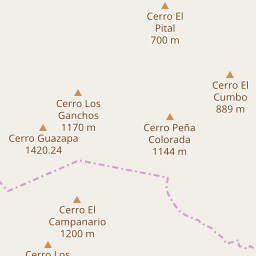 Cerro El
Pital
700 m
Cerro El
Cumbo
889 m
Cerro Los
Ganchos
1170 m
Cerro Peña
Colorada
1144 m
Cerro Guazapa
1420.24
Cerro El
Campanario
1200 m
Cerro Los